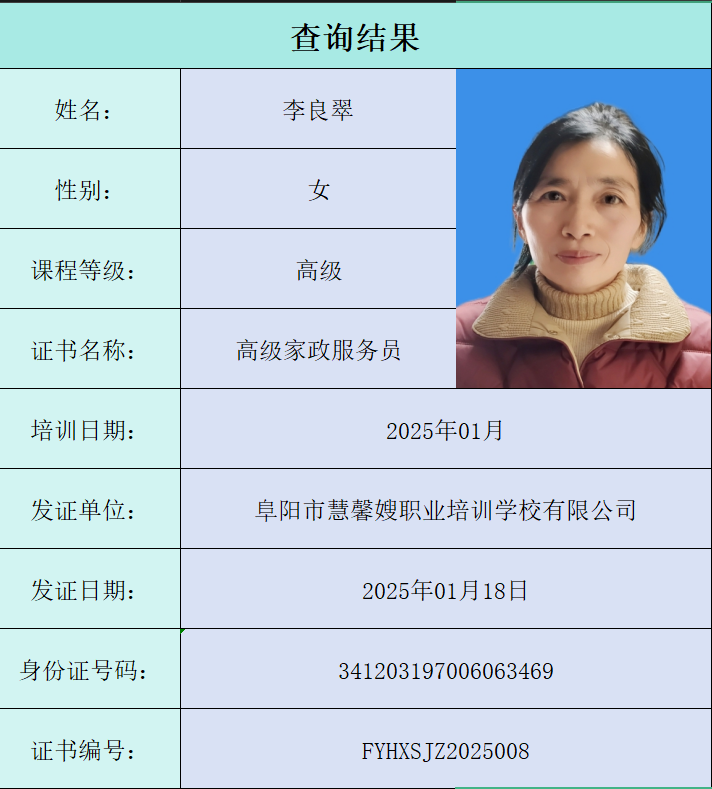 查询结果
姓名： 李良翠
性别： 女
课程等级： 高级
证书名称： 高级家政服务员
培训日期： 2025年01月
发证单位： 阜阳市慧馨嫂职业培训学校有限公司
发证日期： 2025年01月18日
身份证号码： 341203197006063469
证书编号： FYHXSJZ2025008